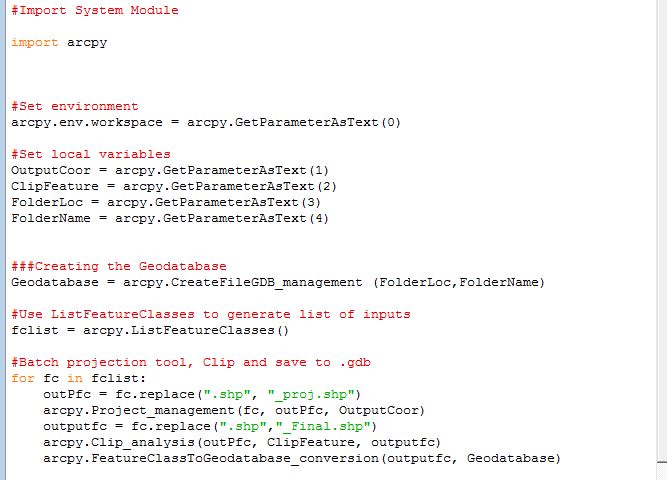 #Import System Module
import arcpy
#Set environment
arcpy.env.workspace = arcpy.GetParameterAsText(0)
#Set local variables
OutputCoor = arcpy.GetParameterAsText(1)
ClipFeature = arcpy.GetParameterAsText(2)
FolderLoc = arcpy.GetParameterAsText(3)
FolderName = arcpy.GetParameterAsText(4)
###Creating the Geodatabase
Geodatabase = arcpy.CreateFileGDB_management (FolderLoc,FolderName)
#Use ListFeatureClasses to generate list of inputs
fclist = arcpy.ListFeatureClasses()
#Batch projection tool, Clip and save to .gdb
for fc in fclist:
    outPfc = fc.replace(".shp", "_proj.shp")
    arcpy.Project_management(fc, outPfc, OutputCoor)
    outputfc = fc.replace(".shp","_Final.shp")
    arcpy.Clip_analysis(outPfc, ClipFeature, outputfc)
    arcpy.FeatureClassToGeodatabase_conversion(outputfc, Geodatabase)